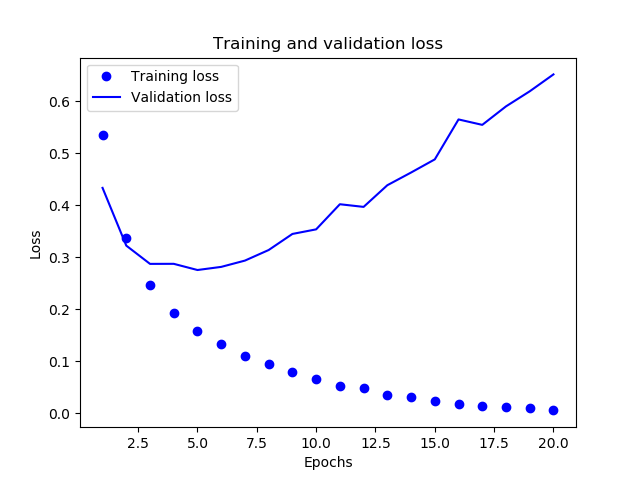 Training and validation loss
Training loss
Validation loss
0.6
0.5
0.4
0.3
0.2
0.1
0.0
Loss
2.5 5.0 7.5 10.0 12.5 15.0 17.5 20.0
Epochs